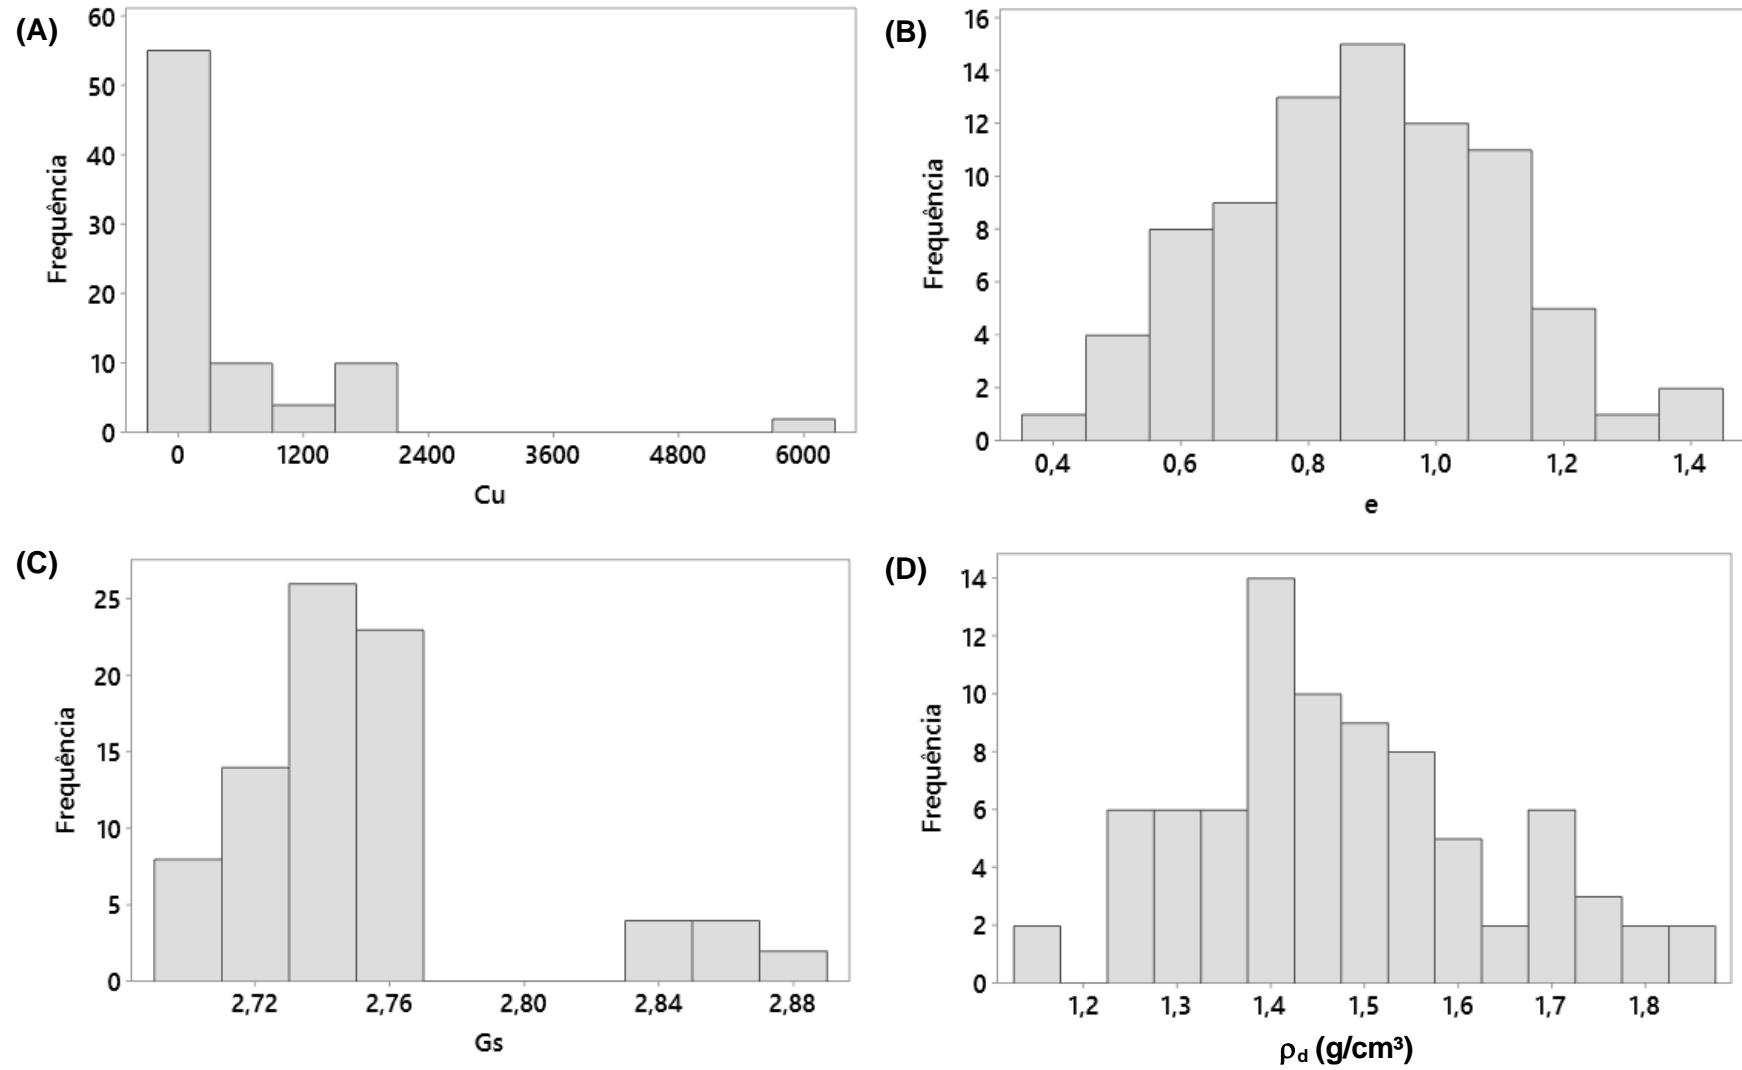 (A)
60
50
40
30
20
10
0
Frequência
0 1200 2400 3600 4800 6000
Cu
(B)
16
14
12
10
8
6
4
2
0
Frequência
0,4 0,6 0,8 1,0 1,2 1,4
e
(C)
25
20
15
10
5
0
Frequência
2,72 2,76 2,80 2,84 2,88
Gs
(D)
14
12
10
8
6
4
2
0
Frequência
1,2 1,3 1,4 1,5 1,6 1,7 1,8
ρd (g/cm³)